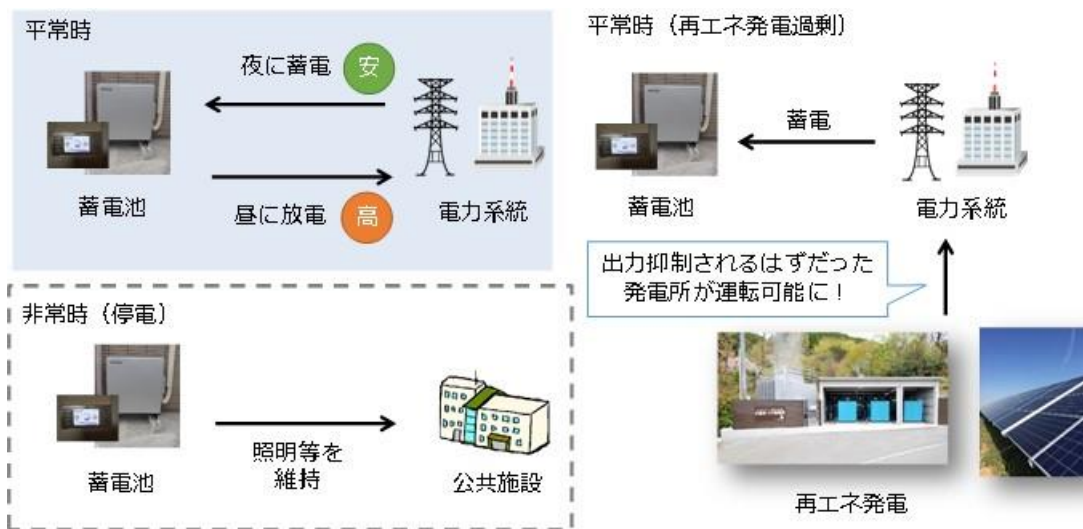 平常時
夜に蓄電
安
蓄電池
昼に放電
高
電力系統
平常時（再エネ発電過剰）
蓄電
蓄電池
電力系統
出力抑制されるはずだった
発電所が運転可能に！
再エネ発電
非常時（停電）
蓄電池
照明等を
維持
公共施設